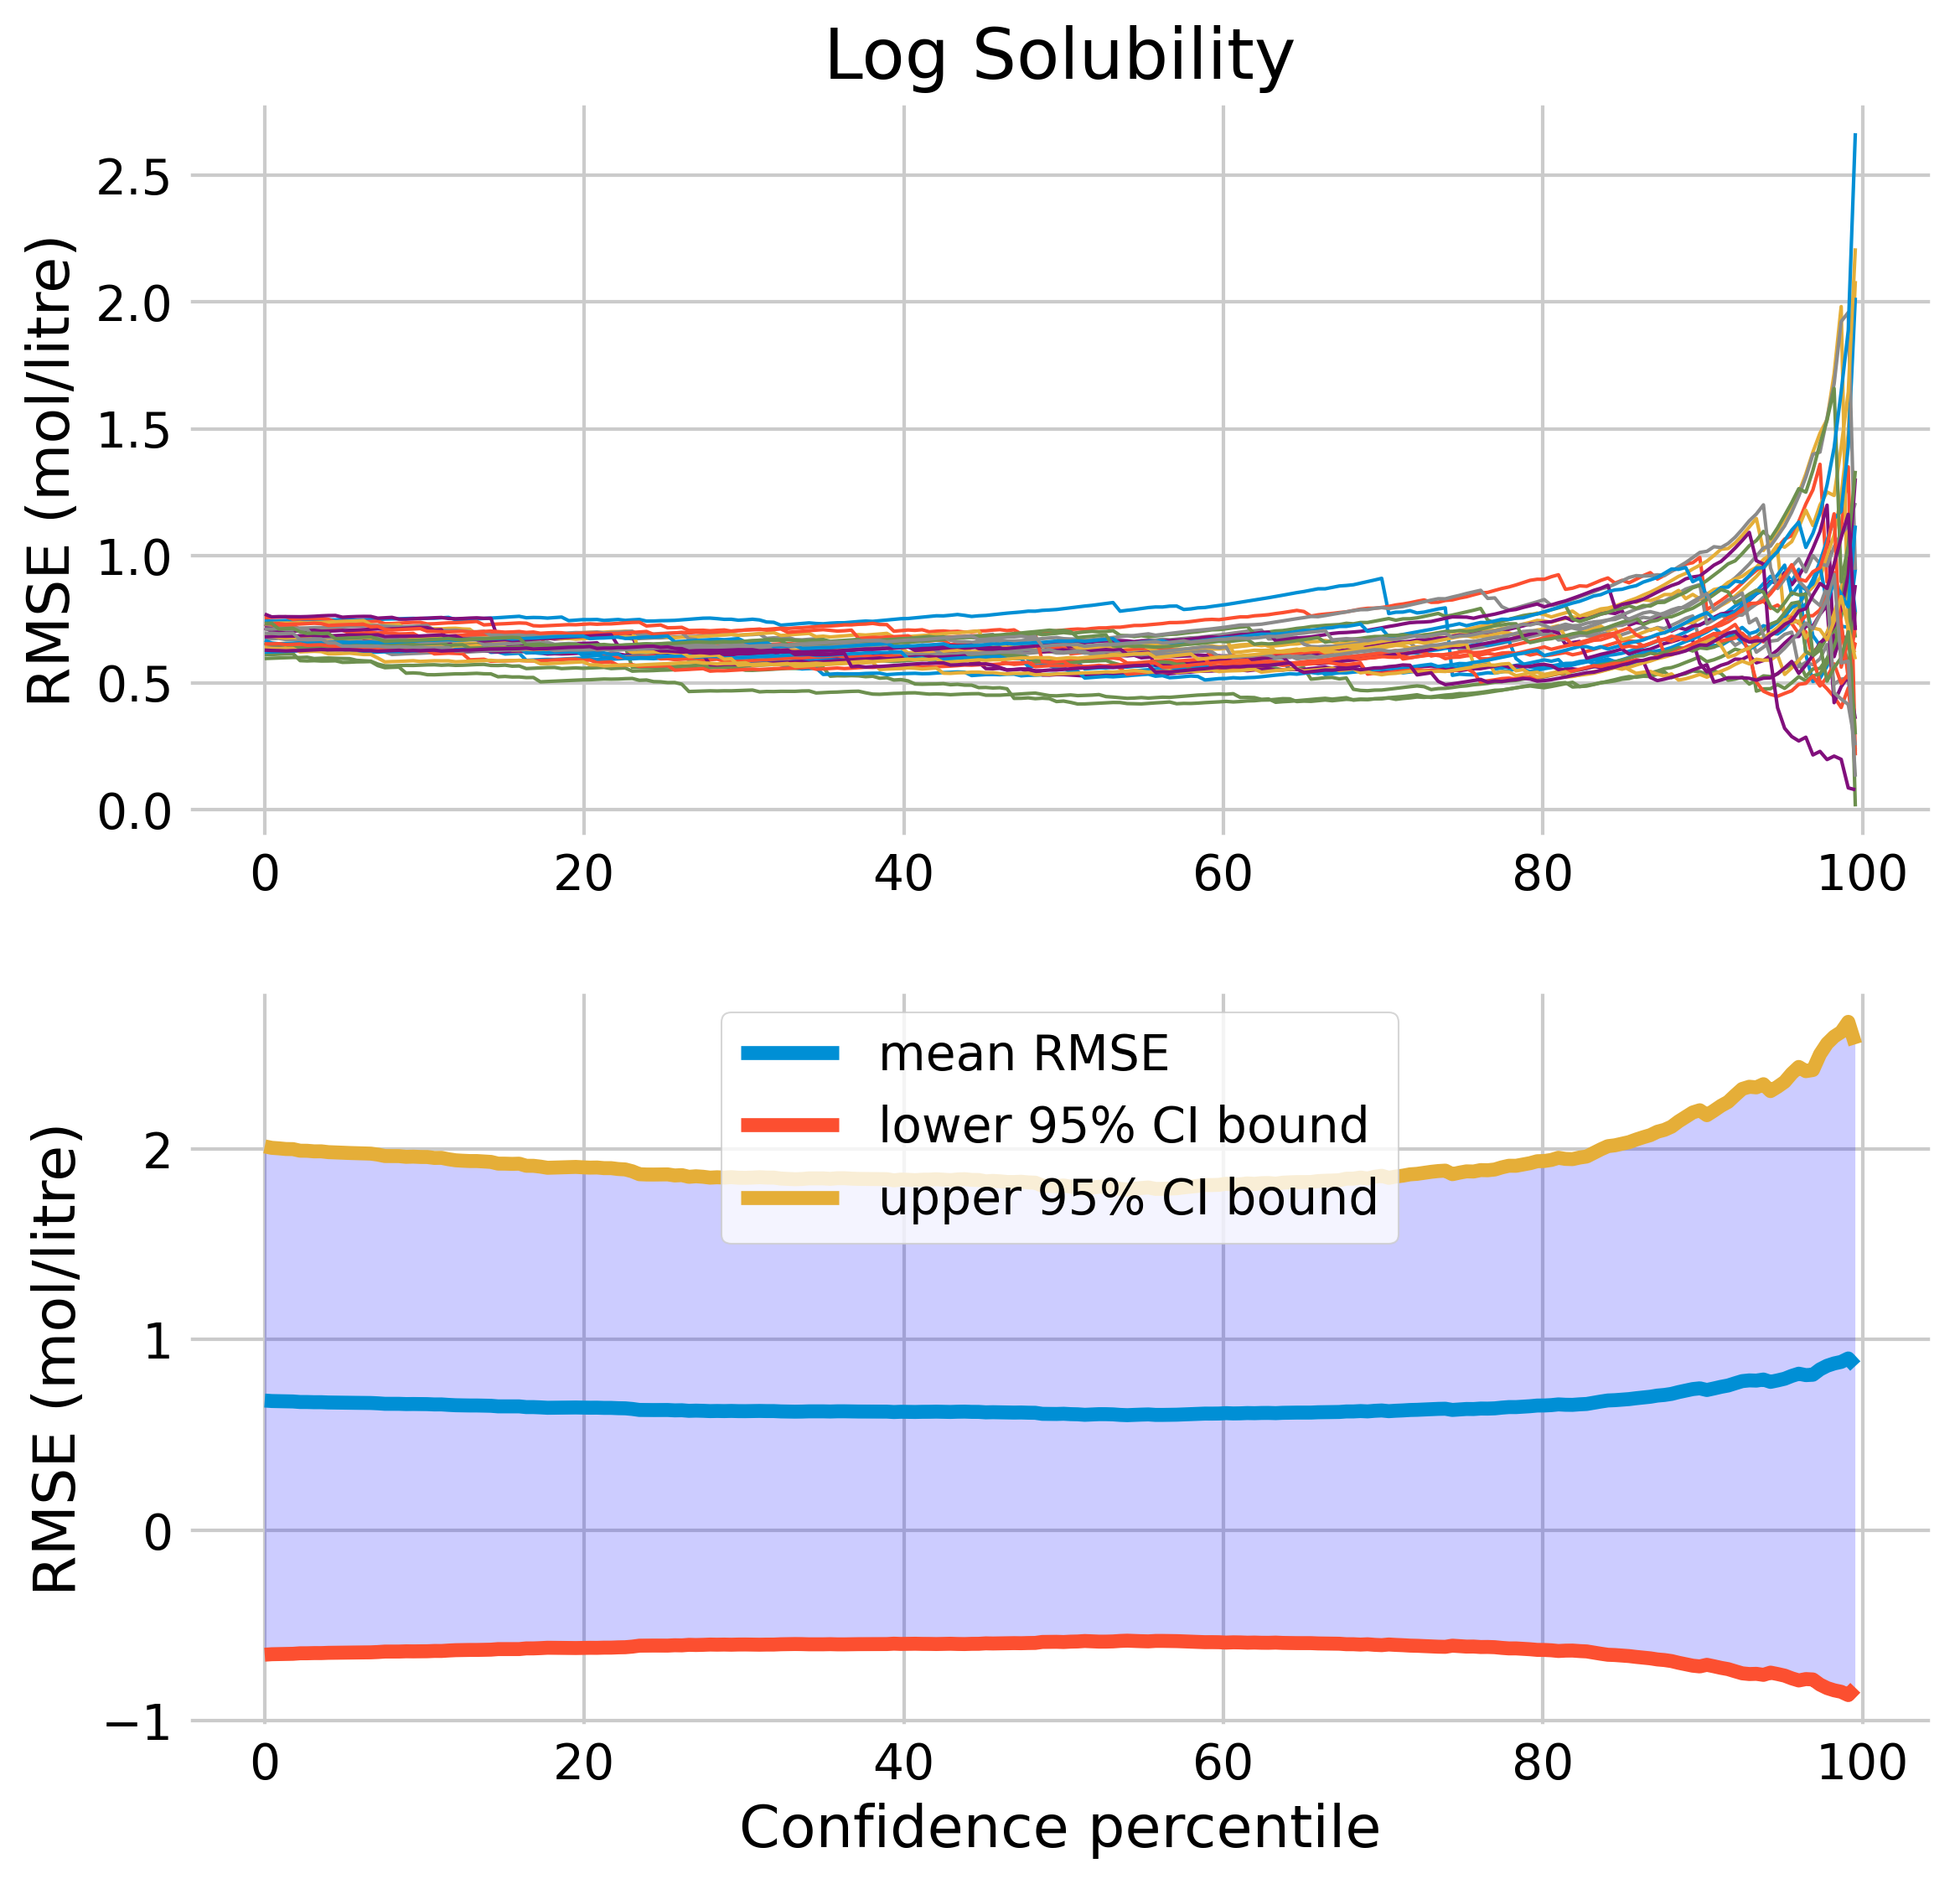 Log Solubility
RMSE (mol/litre)
2.5
2.0
1.5
1.0
0.5
0.0
0 20 40 60 80 100
RMSE (mol/litre)
2
1
0
−1
mean RMSE
lower 95% CI bound
upper 95% CI bound
0 20 40 60 80 100
Confidence percentile